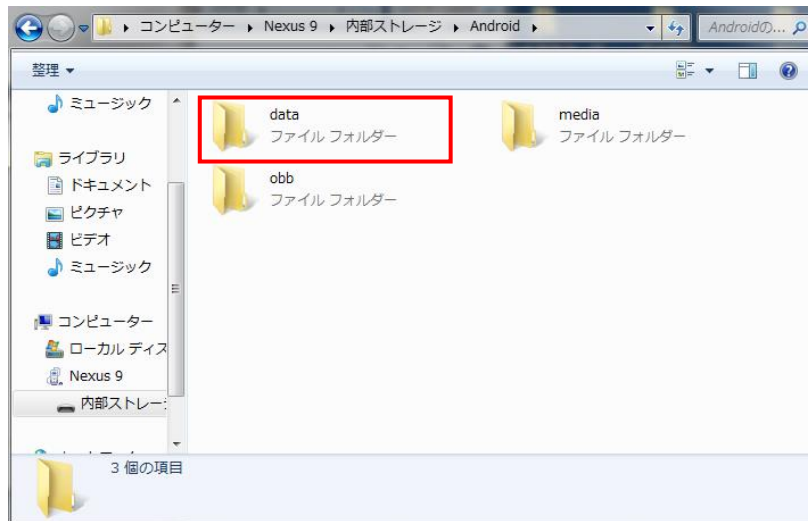 コンピューター ▸ Nexus 9 ▸ 内部ストレージ ▸ Android ▸
Androidの...
整理 ▼
ミュージック
ライブラリ
ドキュメント
ピクチャ
ビデオ
ミュージック
コンピューター
ローカル ディス
Nexus 9
内部ストレー
data
ファイル フォルダー
media
ファイル フォルダー
obb
ファイル フォルダー
3 個の項目